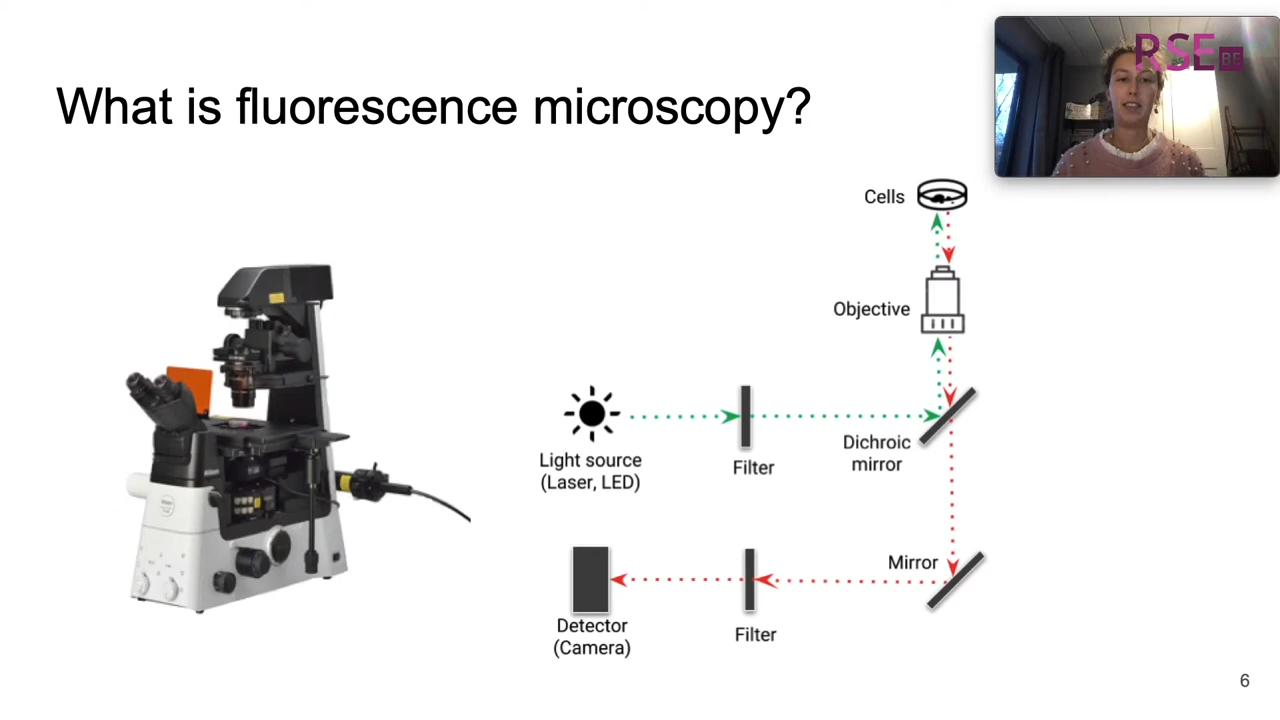 What is fluorescence microscopy?
RSE
BE
Cells
Objective
Light source
(Laser, LED)
Filter
Dichroic
mirror
Mirror
Detector
(Camera)
Filter
6